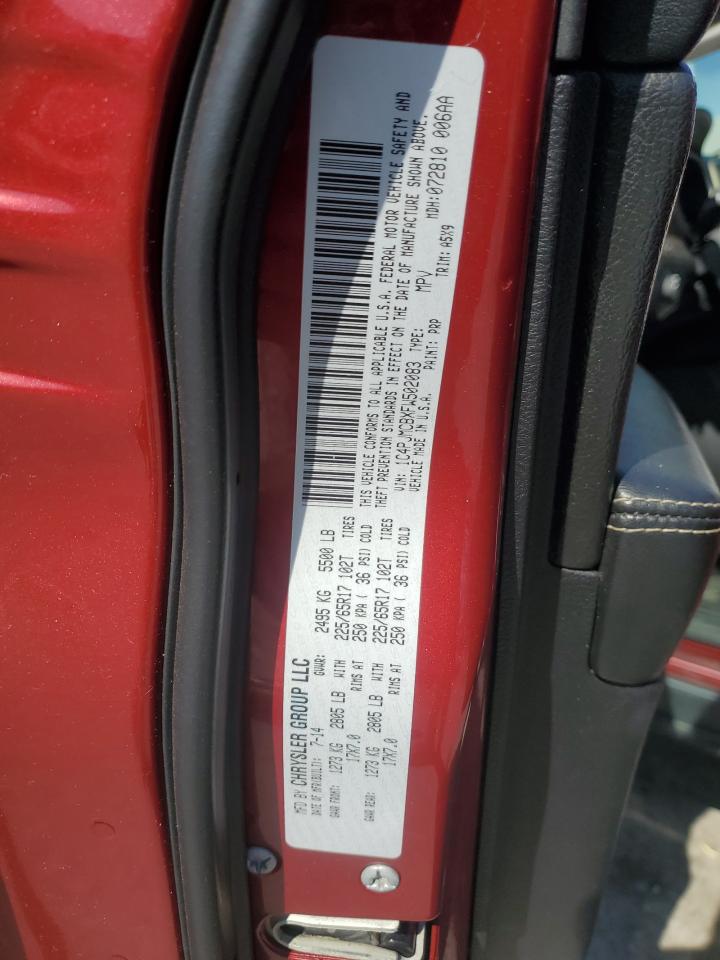 MFD BY CHRYSLER GROUP LLC
DATE OF MFR(BUILT): 7-14 GVWR: 2495 KG 5500 LB
GAWR FRONT: 1273 KG 2805 LB WITH 225/65R17 102T TIRES
17X7.0 RIMS AT 250 KPA ( 36 PSI) COLD
GAWR REAR: 1273 KG 2805 LB WITH 225/65R17 102T TIRES
17X7.0 RIMS AT 250 KPA ( 36 PSI) COLD
THIS VEHICLE CONFORMS TO ALL APPLICABLE U.S.A. FEDERAL MOTOR VEHICLE SAFETY AND
THEFT PREVENTION STANDARDS IN EFFECT ON THE DATE OF MANUFACTURE SHOWN ABOVE.
VIN: 1C4PJMCBXFW502083 TYPE: MPV MDH:072810 006AA
VEHICLE MADE IN U.S.A. PAINT: PRP TRIM: A5X9